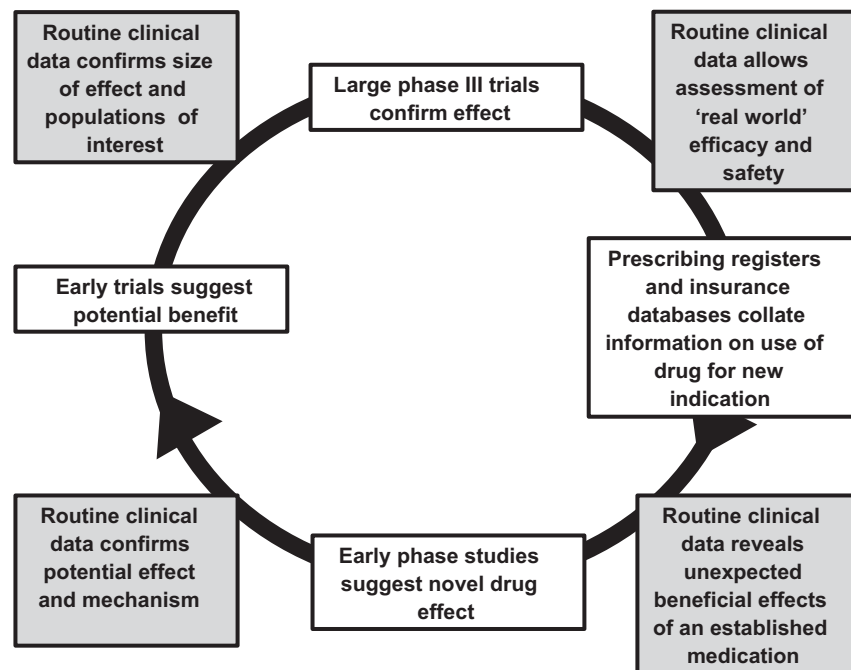 Routine clinical
data confirms size
of effect and
populations of
interest
Large phase III trials
confirm effect
Routine clinical
data allows
assessment of
‘real world’
efficacy and
safety
Early trials suggest
potential benefit
Prescribing registers
and insurance
databases collate
information on use of
drug for new
indication
Routine clinical
data confirms
potential effect
and mechanism
Early phase studies
suggest novel drug
effect
Routine clinical
data reveals
unexpected
beneficial effects
of an established
medication